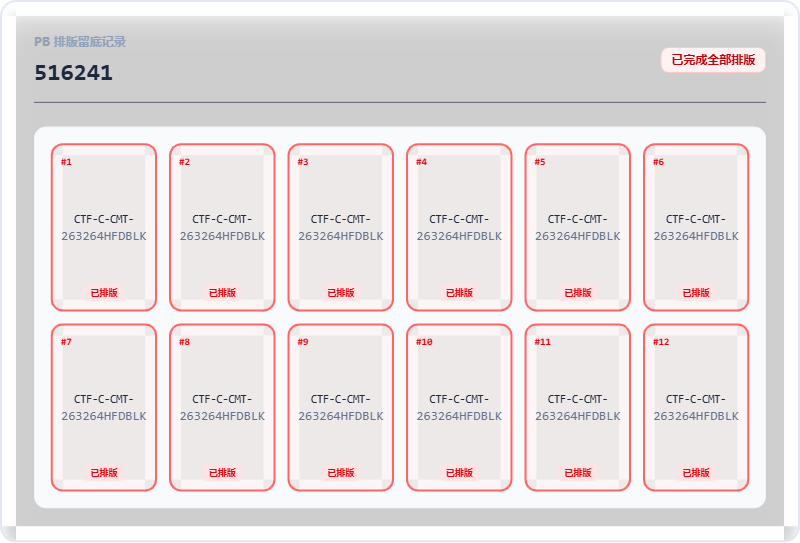 PB 排版留底记录
516241
已完成全部排版
#1
CTF-C-CMT-
263264HFDBLK
已排版
#2
CTF-C-CMT-
263264HFDBLK
已排版
#3
CTF-C-CMT-
263264HFDBLK
已排版
#4
CTF-C-CMT-
263264HFDBLK
已排版
#5
CTF-C-CMT-
263264HFDBLK
已排版
#6
CTF-C-CMT-
263264HFDBLK
已排版
#7
CTF-C-CMT-
263264HFDBLK
已排版
#8
CTF-C-CMT-
263264HFDBLK
已排版
#9
CTF-C-CMT-
263264HFDBLK
已排版
#10
CTF-C-CMT-
263264HFDBLK
已排版
#11
CTF-C-CMT-
263264HFDBLK
已排版
#12
CTF-C-CMT-
263264HFDBLK
已排版